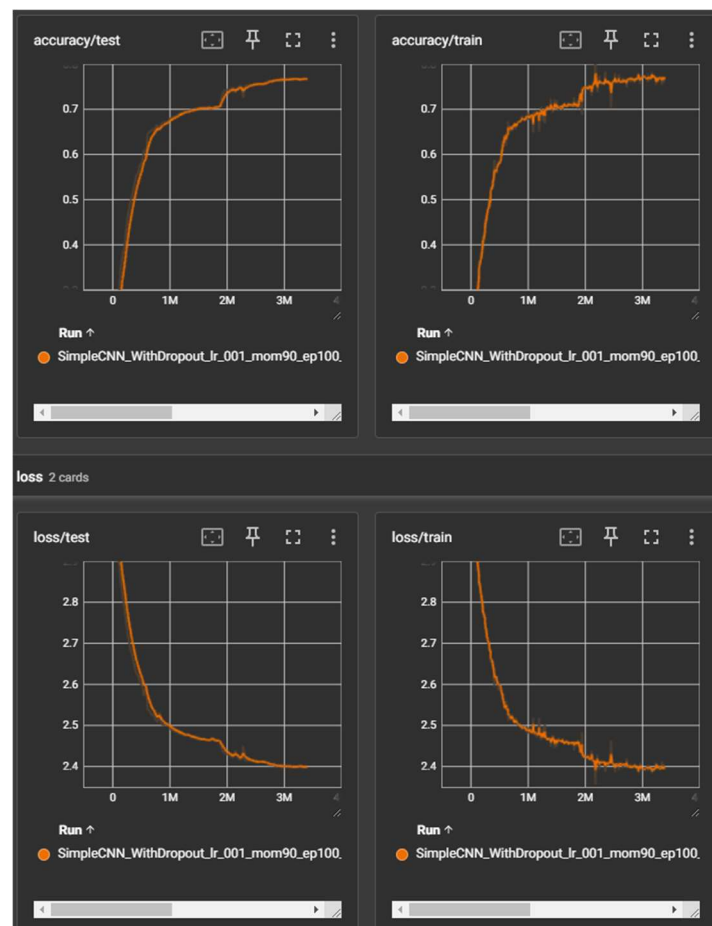 accuracy/test
0.7
0.6
0.5
0.4
0 1M 2M 3M
Run ↑
SimpleCNN_WithDropout_lr_001_mom90_ep100_
accuracy/train
0.7
0.6
0.5
0.4
0 1M 2M 3M
Run ↑
SimpleCNN_WithDropout_lr_001_mom90_ep100_
loss 2 cards
loss/test
2.8
2.7
2.6
2.5
2.4
0 1M 2M 3M
Run ↑
SimpleCNN_WithDropout_lr_001_mom90_ep100_
loss/train
2.8
2.7
2.6
2.5
2.4
0 1M 2M 3M
Run ↑
SimpleCNN_WithDropout_lr_001_mom90_ep100_